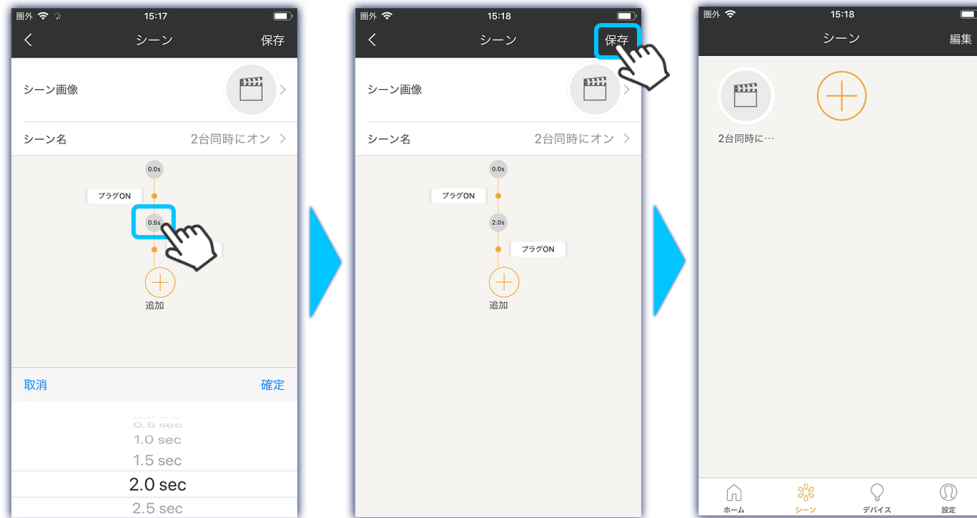 圏外 15:17
シーン 保存
シーン画像
シーン名 2台同時にオン
0.0s
プラグON
0.5s
追加
取消 確定
0.5 sec
1.0 sec
1.5 sec
2.0 sec
2.5 sec
圏外 15:18
シーン 保存
シーン画像
シーン名 2台同時にオン
0.0s
プラグON
2.0s
プラグON
追加
圏外 15:18
シーン 編集
2台同時に…
ホーム シーン デバイス 設定